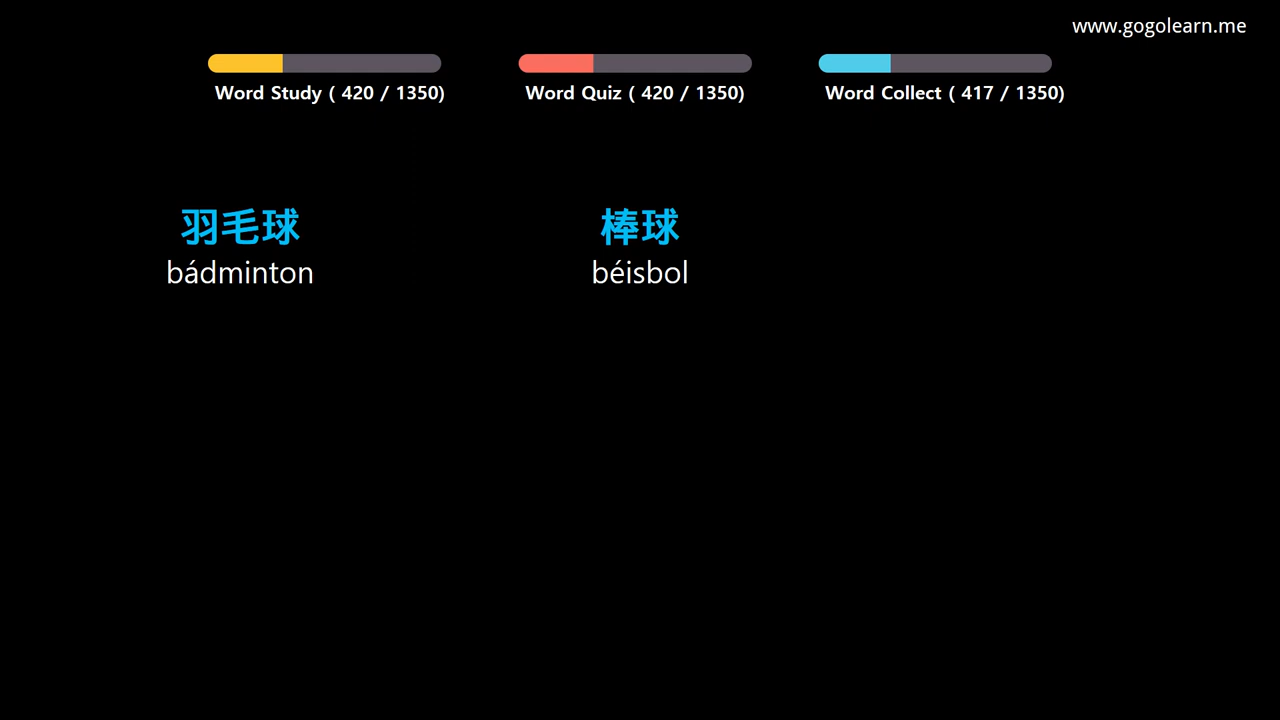 www.gogolearn.me
Word Study ( 420 / 1350)
Word Quiz ( 420 / 1350)
Word Collect ( 417 / 1350)
羽毛球
bádminton
棒球
béisbol